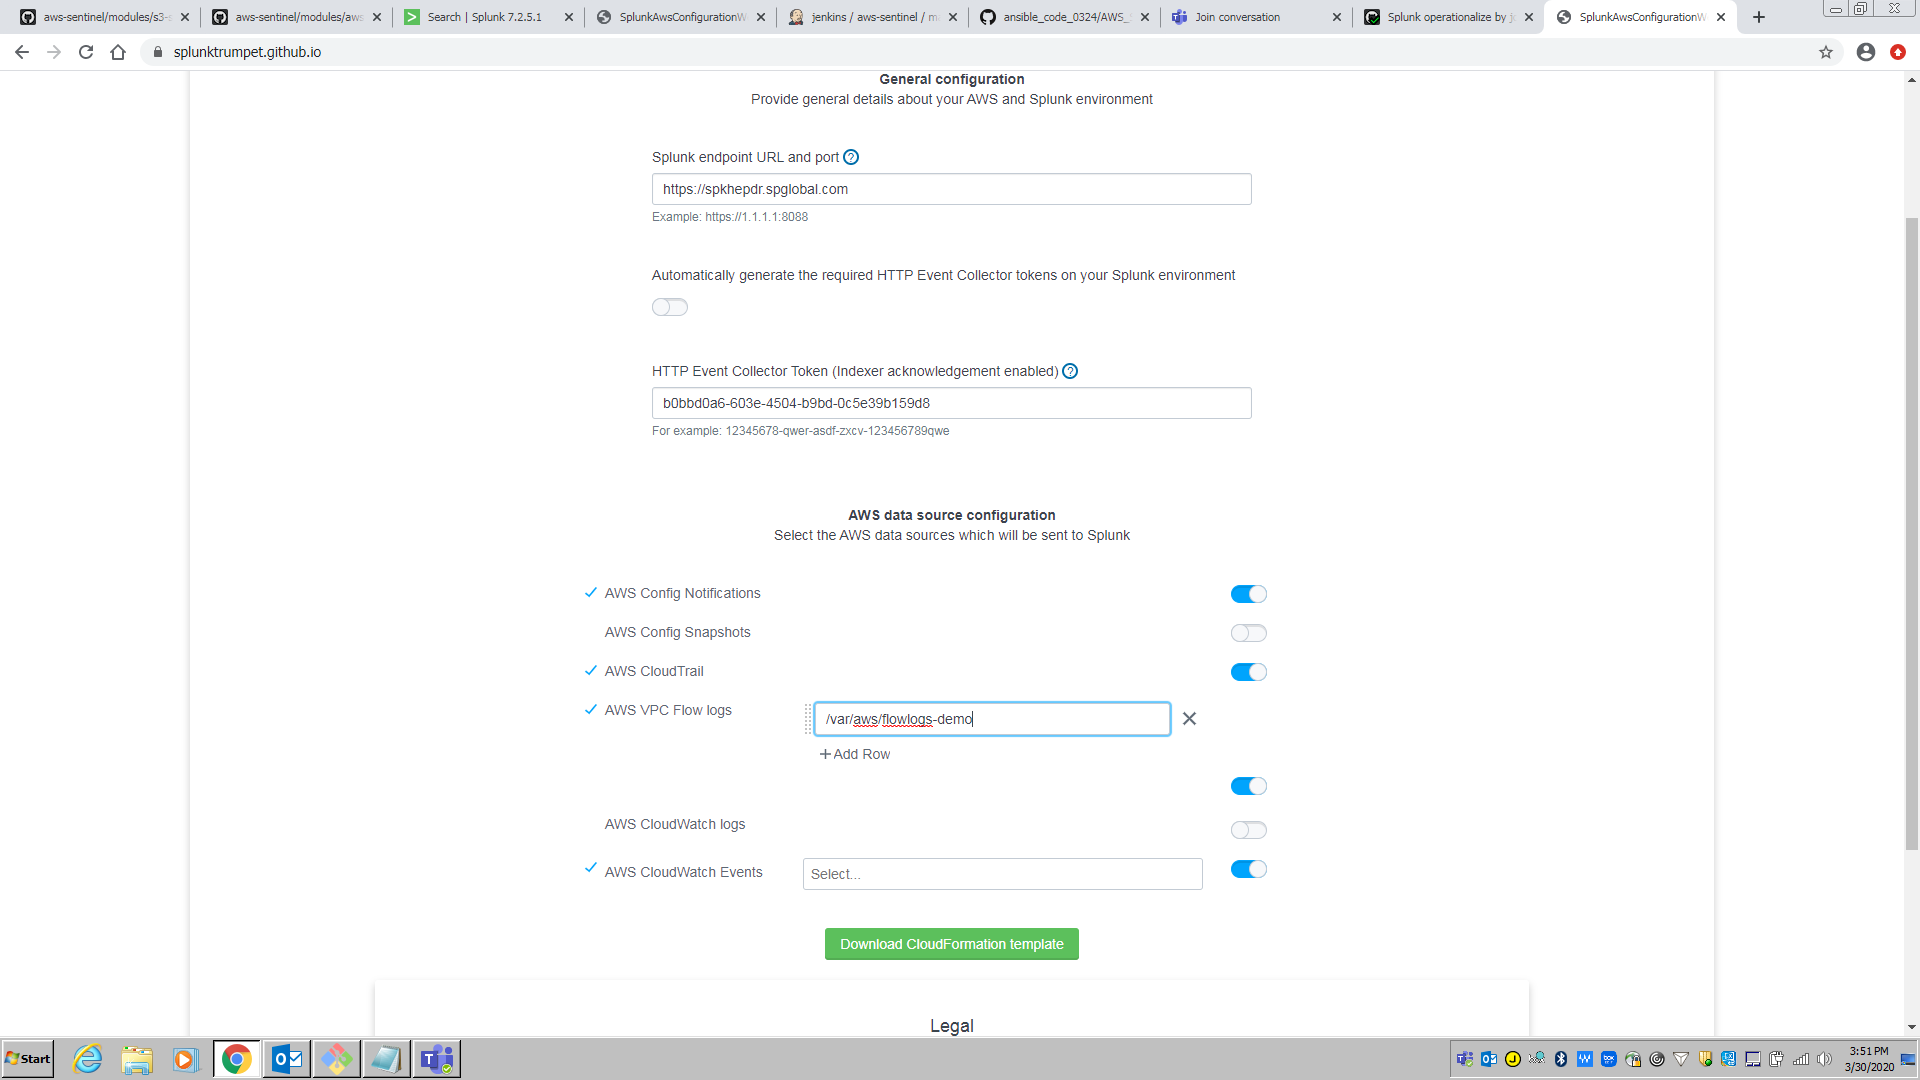 aws-sentinel/modules/s3-s
aws-sentinel/modules/aws
Search | Splunk 7.2.5.1
SplunkAwsConfigurationW
jenkins / aws-sentinel / m
ansible_code_0324/AWS_S
Join conversation
Splunk operationalize by j
SplunkAwsConfigurationW
splunktrumpet.github.io
General configuration
Provide general details about your AWS and Splunk environment
Splunk endpoint URL and port ?
https://spkhepdr.spglobal.com
Example: https://1.1.1.1:8088
Automatically generate the required HTTP Event Collector tokens on your Splunk environment
HTTP Event Collector Token (Indexer acknowledgement enabled) ?
b0bbd0a6-603e-4504-b9bd-0c5e39b159d8
For example: 12345678-qwer-asdf-zxcv-123456789qwe
AWS data source configuration
Select the AWS data sources which will be sent to Splunk
AWS Config Notifications
AWS Config Snapshots
AWS CloudTrail
AWS VPC Flow logs
/var/aws/flowlogs-demo
+ Add Row
AWS CloudWatch logs
AWS CloudWatch Events
Select...
Download CloudFormation template
Legal
Start
3:51 PM
3/30/2020